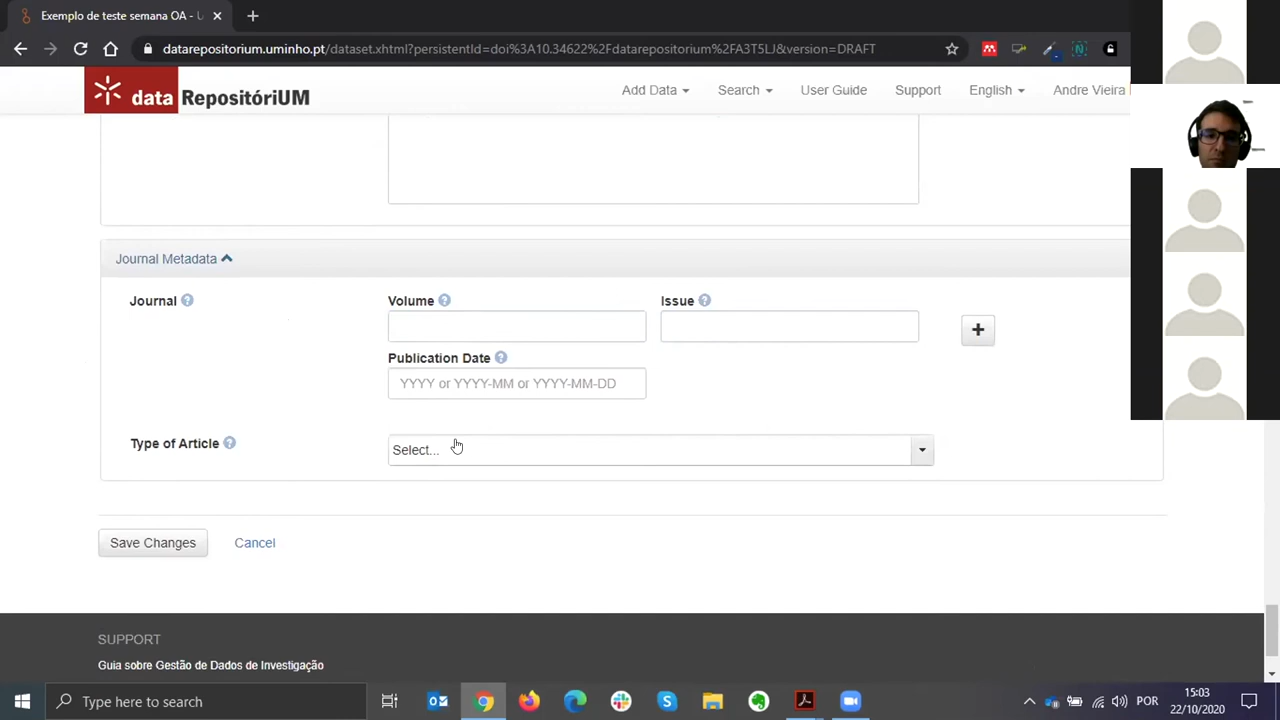 Exemplo de teste semana OA - U
datarepositorium.uminho.pt/dataset.xhtml?persistentId=doi%3A10.34622%2Fdatarepositorium%2FA3T5LJ&version=DRAFT
data RepositóriUM
Add Data
Search
User Guide
Support
English
Andre Vieira
Journal Metadata
Journal
Volume
Issue
Publication Date
YYYY or YYYY-MM or YYYY-MM-DD
Type of Article
Select...
Save Changes
Cancel
SUPPORT
Guia sobre Gestão de Dados de Investigação
Type here to search
POR
15:03
22/10/2020